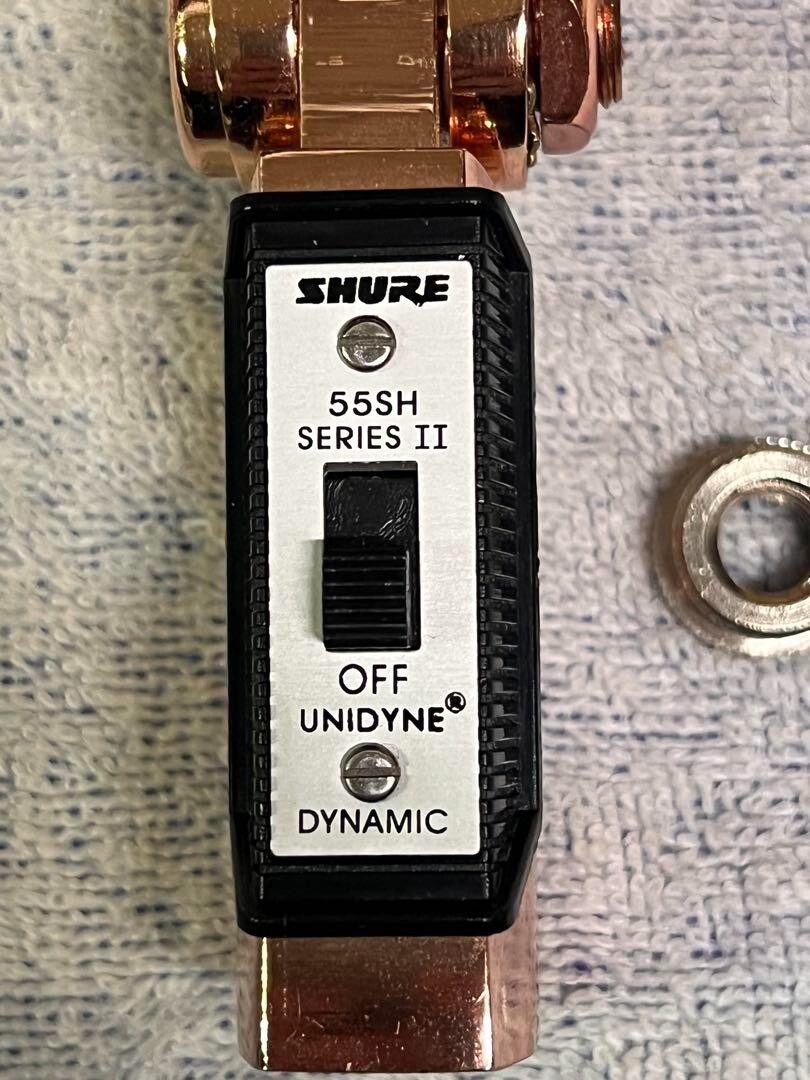 SHURE
55SH
SERIES II
OFF
UNIDYNE®
DYNAMIC